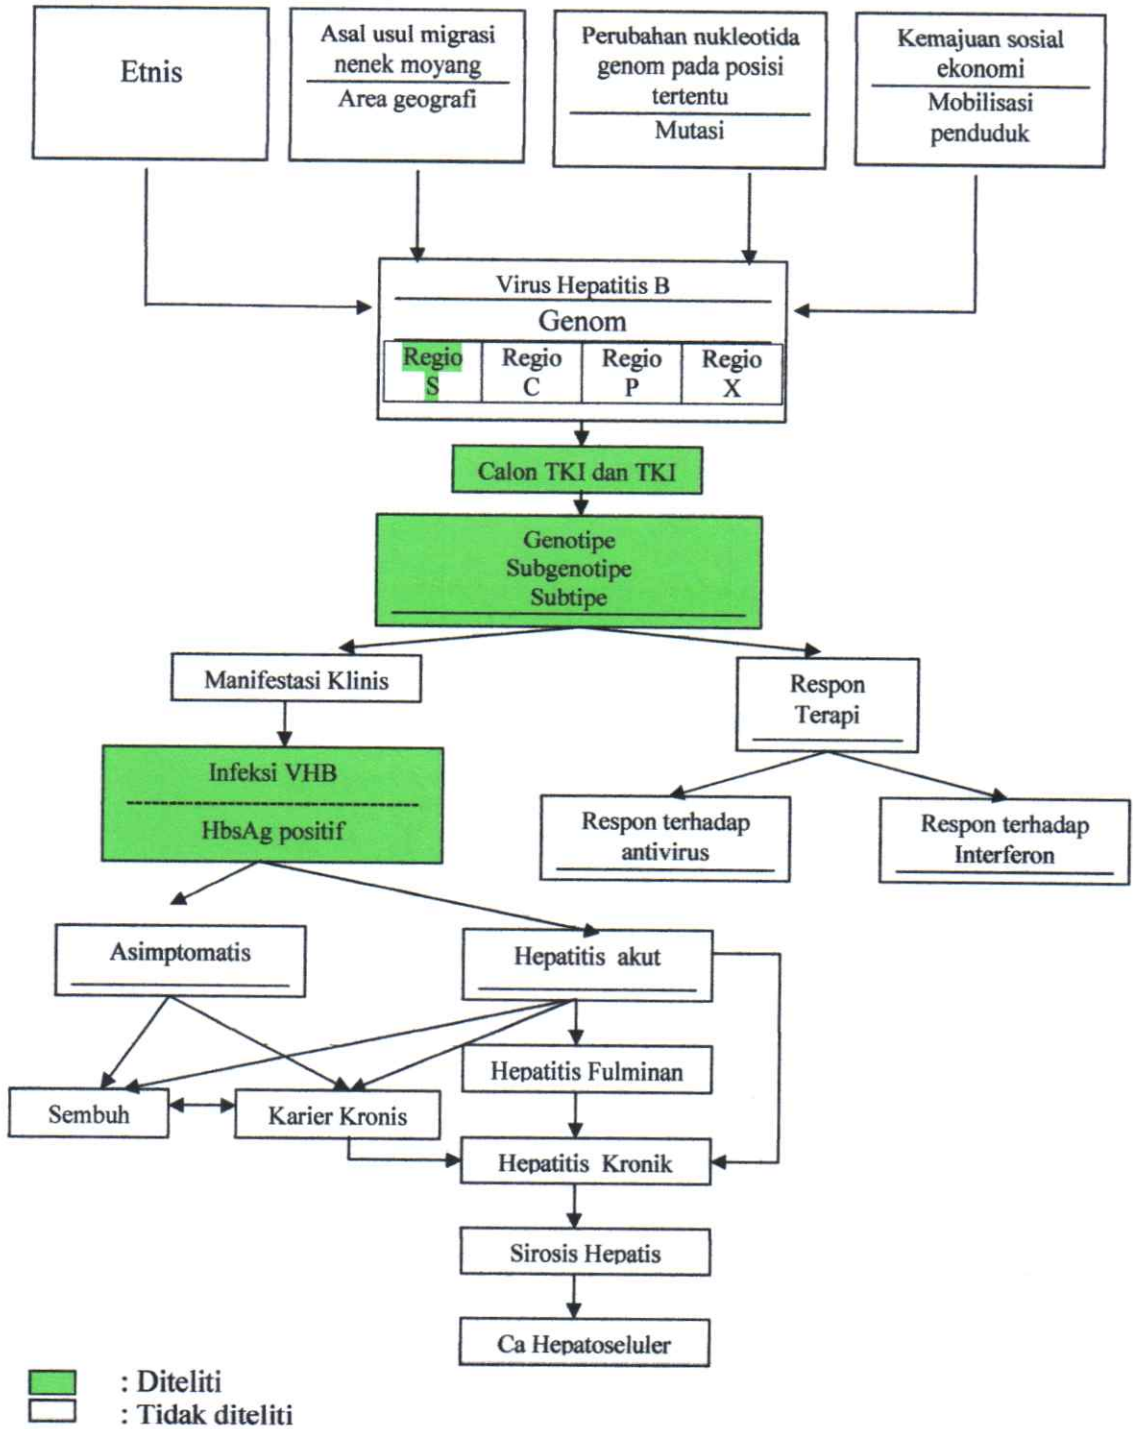 Etnis
Asal usul migrasi
nenek moyang
Area geografi
Perubahan nukleotida
genom pada posisi
tertentu
Mutasi
Kemajuan sosial
ekonomi
Mobilisasi
penduduk
Virus Hepatitis B
Genom
Regio
S
Regio
C
Regio
P
Regio
X
Calon TKI dan TKI
Genotipe
Subgenotipe
Subtipe
Manifestasi Klinis
Respon
Terapi
Infeksi VHB
HbsAg positif
Respon terhadap
antivirus
Respon terhadap
Interferon
Asimptomatis
Hepatitis akut
Hepatitis Fulminan
Sembuh
Karier Kronis
Hepatitis Kronik
Sirosis Hepatis
Ca Hepatoseluler
: Diteliti
: Tidak diteliti